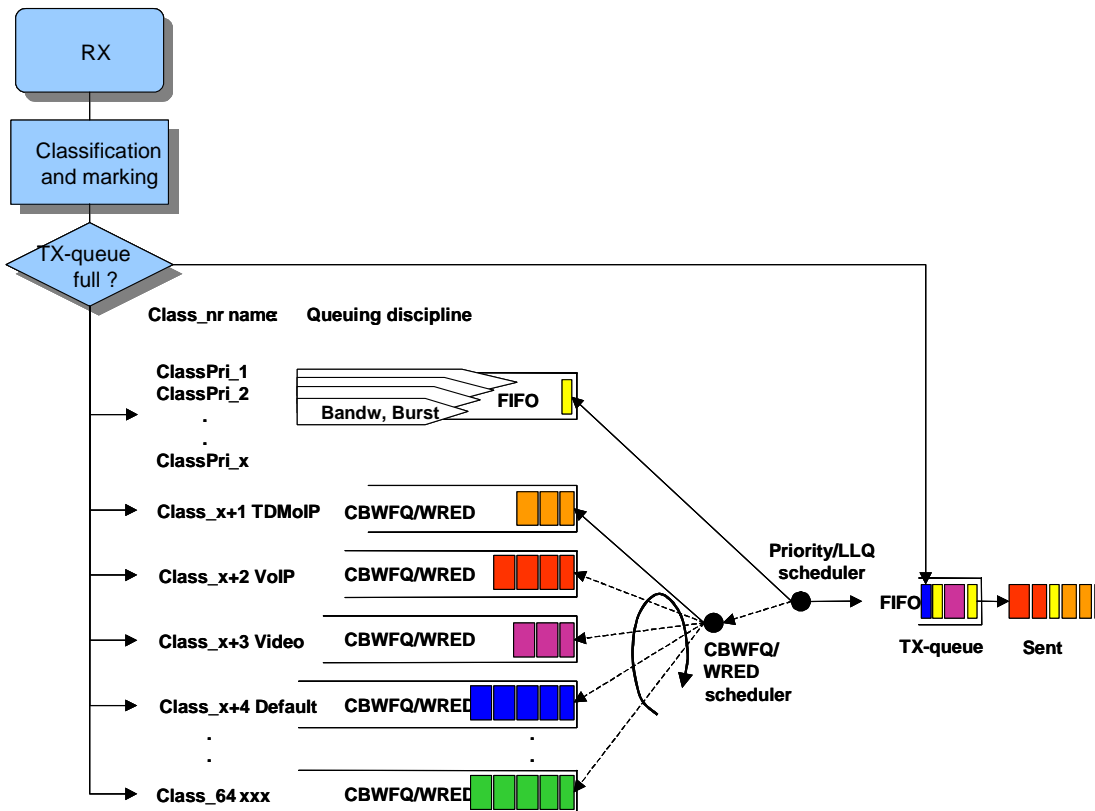 RX
Classification
and marking
TX-queue
full ?
Class_nr name: Queuing discipline
ClassPri_1
ClassPri_2
.
.
ClassPri_x
Bandw, Burst
FIFO
Class_x+1 TDMoIP CBWFQ/WRED
Class_x+2 VoIP CBWFQ/WRED
Class_x+3 Video CBWFQ/WRED
Class_x+4 Default CBWFQ/WRED
. . .
. . .
Class_64 xxx CBWFQ/WRED
Priority/LLQ
scheduler
CBWFQ/
WRED
scheduler
FIFO
TX-queue
Sent